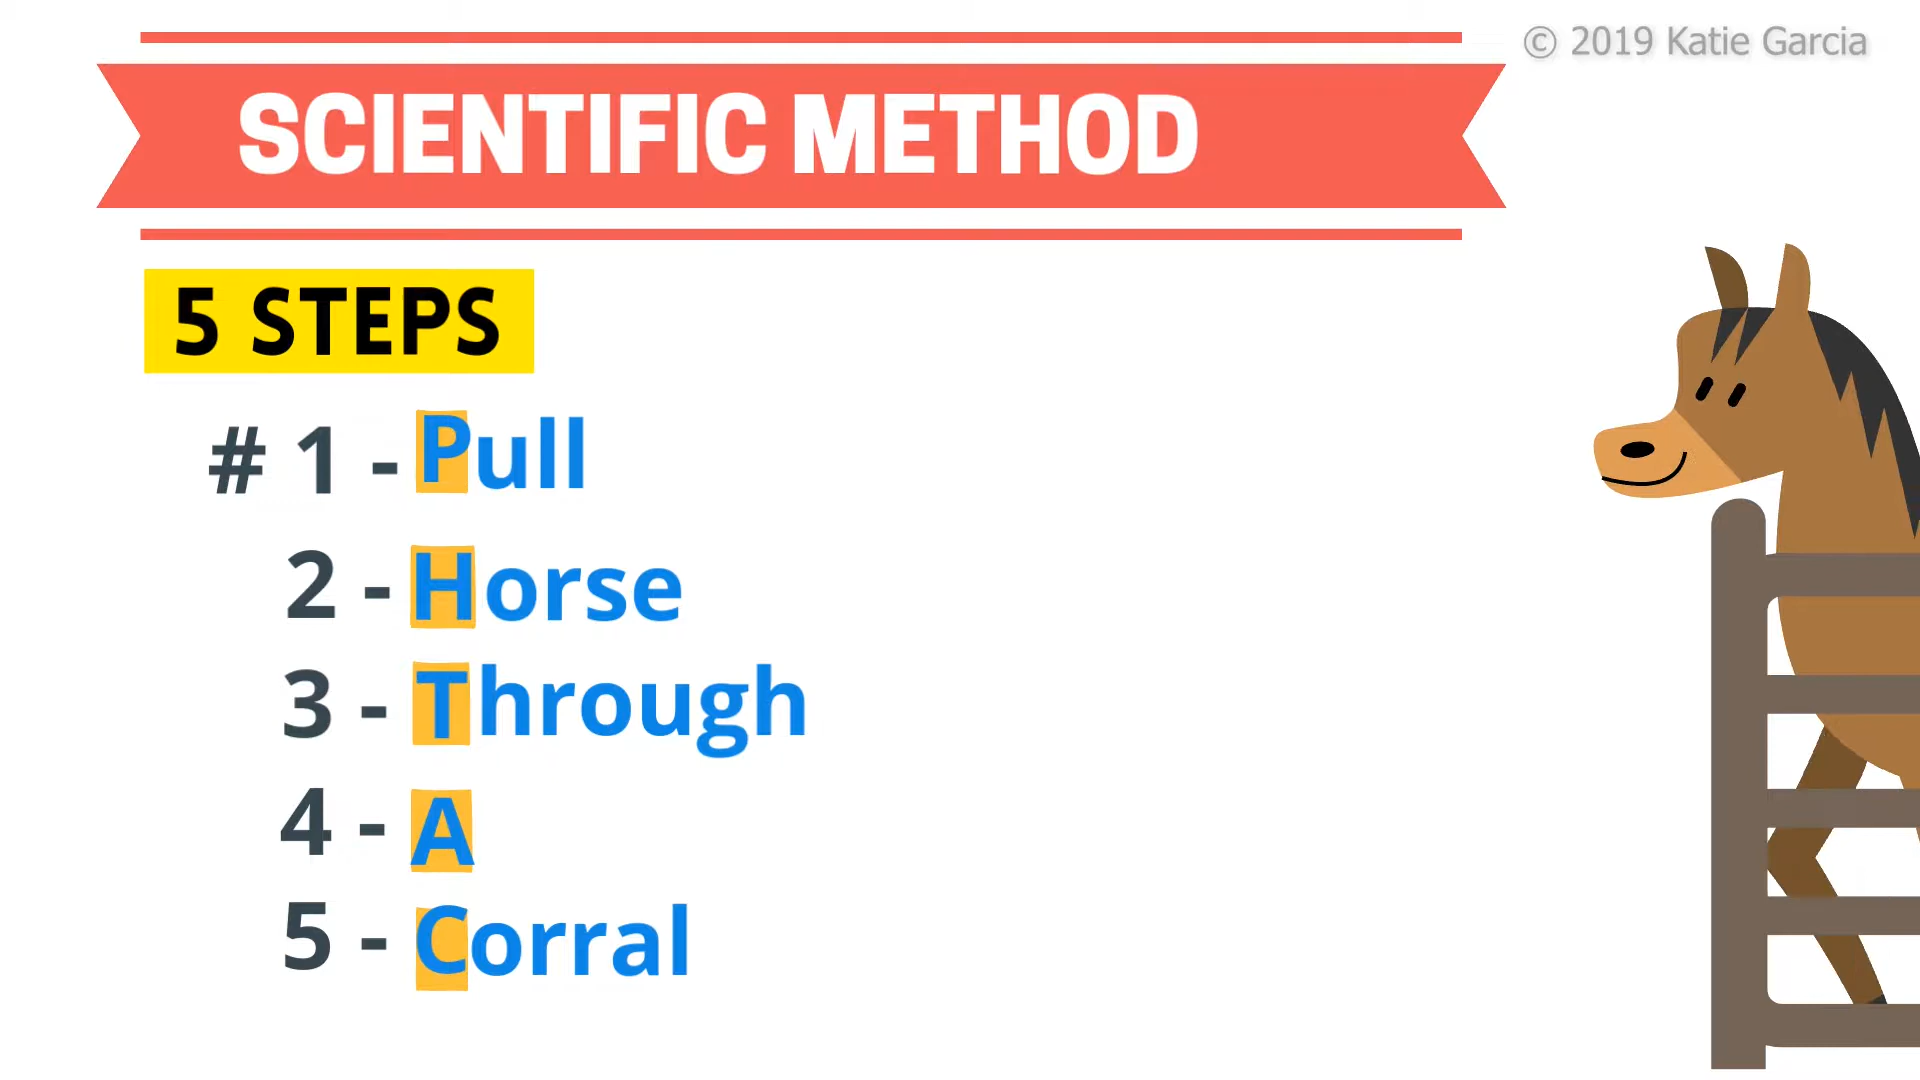 © 2019 Katie Garcia
SCIENTIFIC METHOD
5 STEPS
# 1 - Pull
2 - Horse
3 - Through
4 - A
5 - Corral